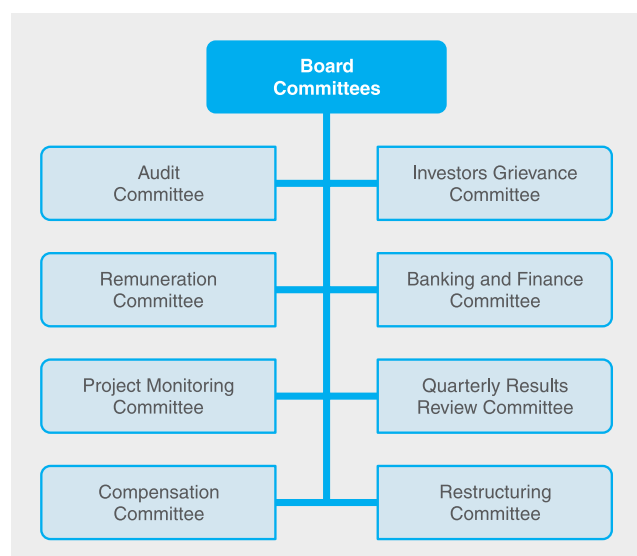 Board
Committees
Audit
Committee
Investors Grievance
Committee
Remuneration
Committee
Banking and Finance
Committee
Project Monitoring
Committee
Quarterly Results
Review Committee
Compensation
Committee
Restructuring
Committee